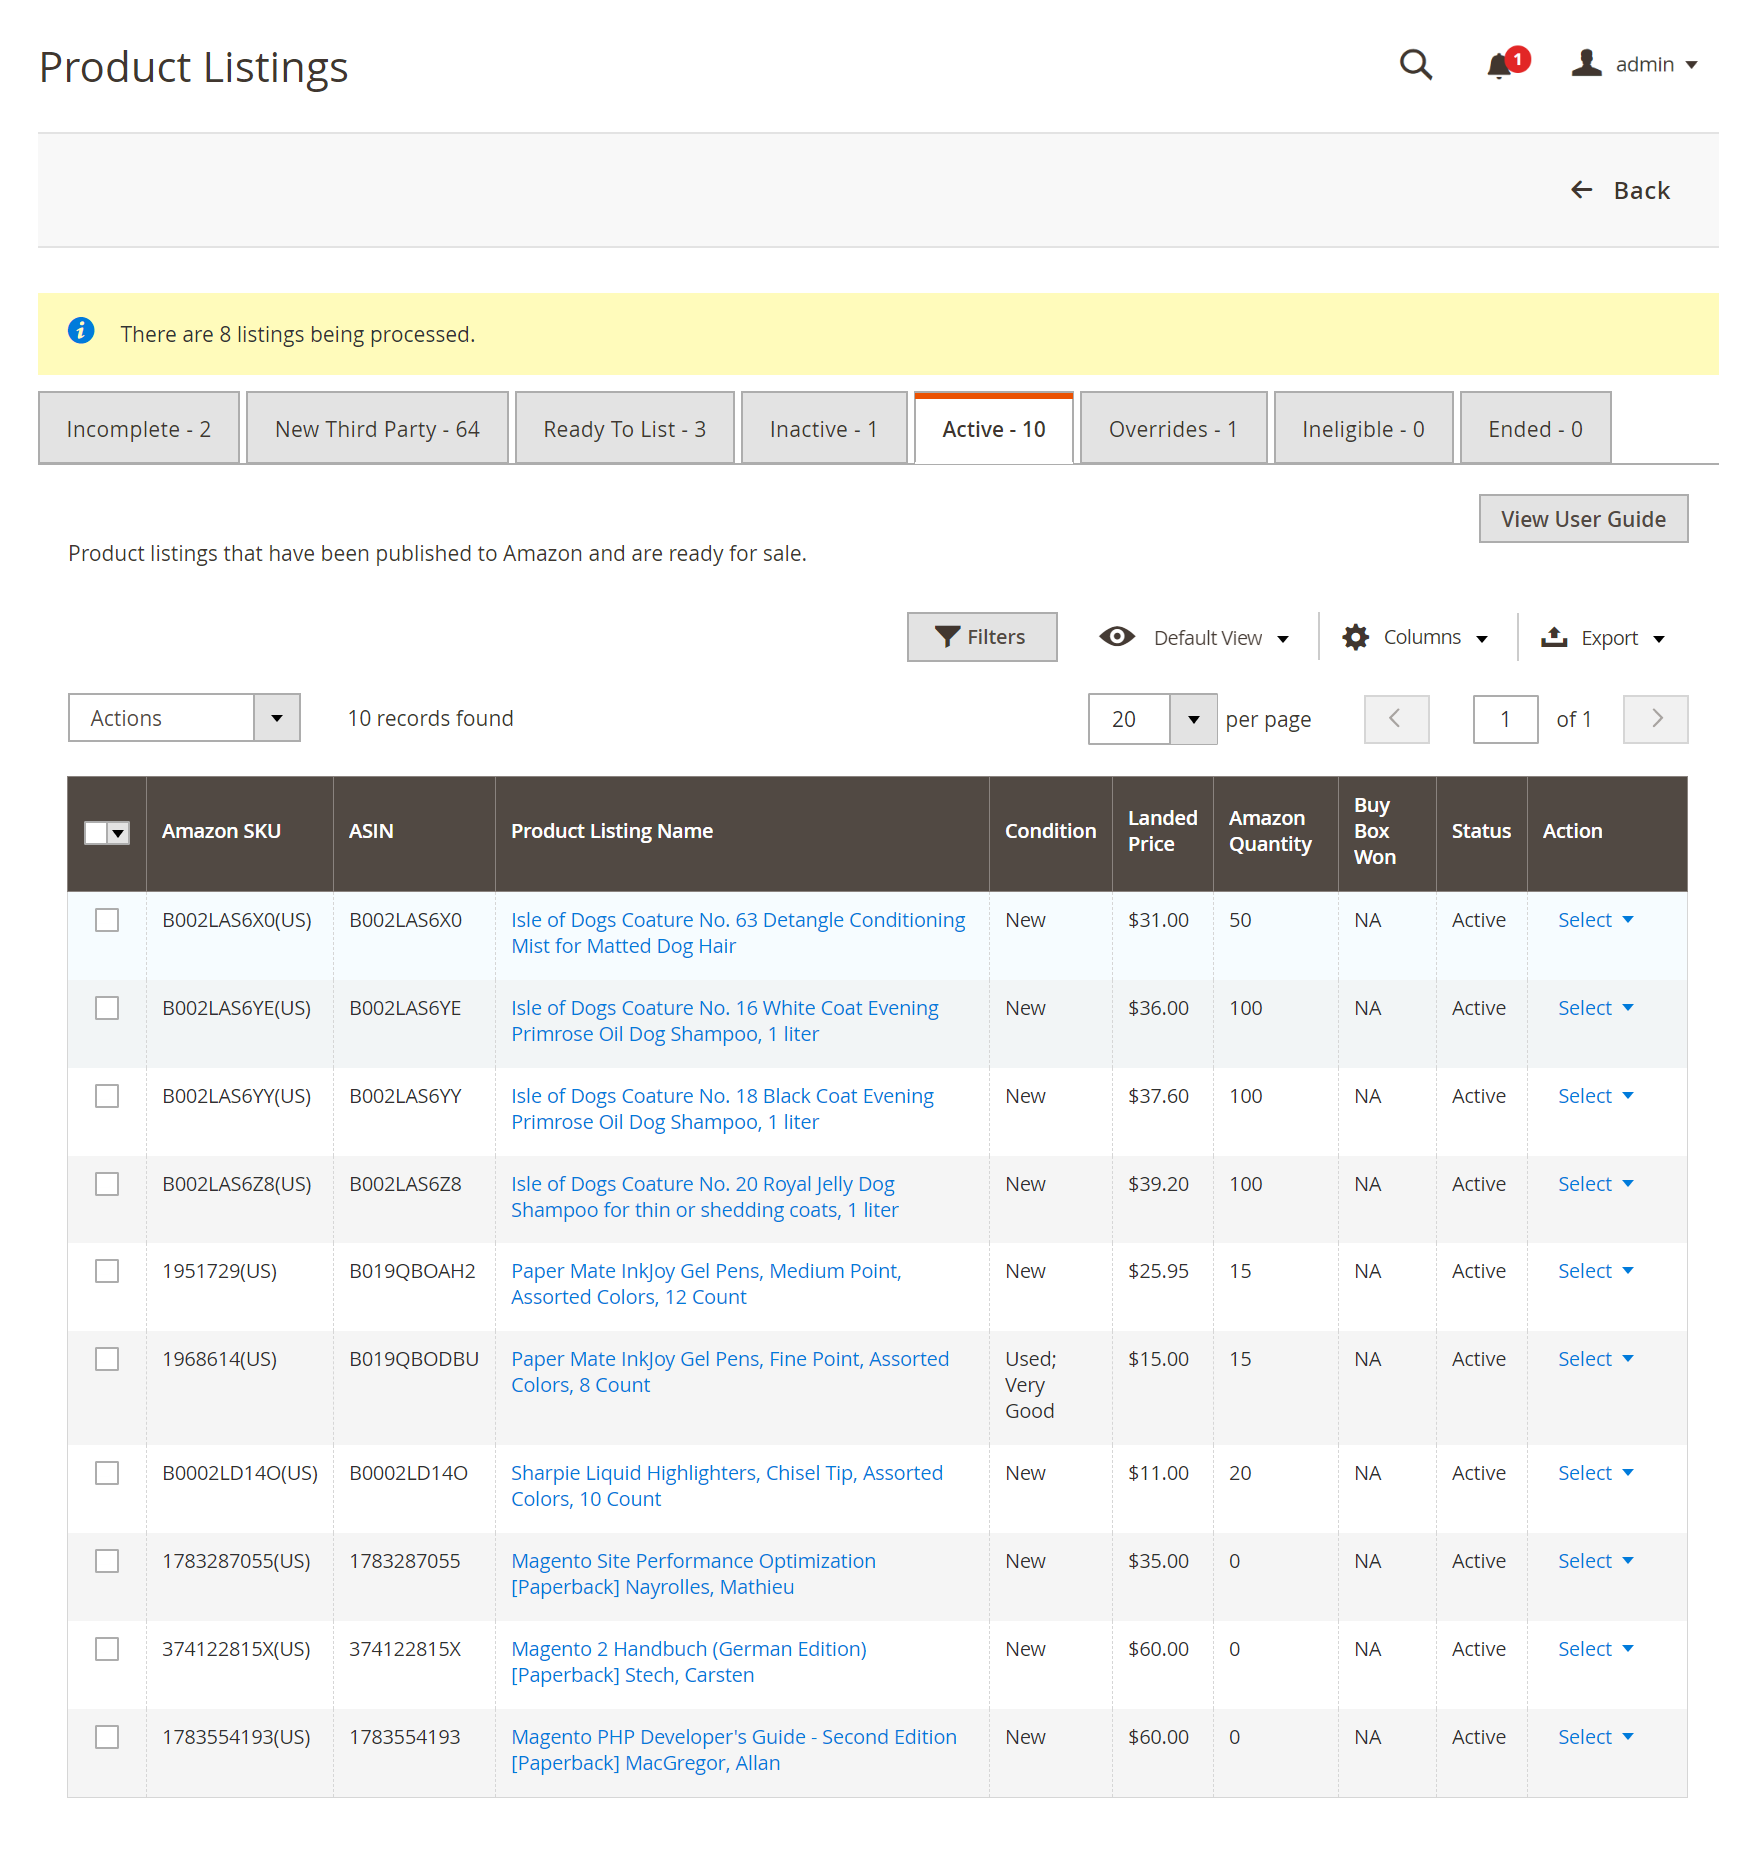 Product Listings
1
admin
Back
There are 8 listings being processed.
Incomplete - 2
New Third Party - 64
Ready To List - 3
Inactive - 1
Active - 10
Overrides - 1
Ineligible - 0
Ended - 0
View User Guide
Product listings that have been published to Amazon and are ready for sale.
Filters
Default View
Columns
Export
Actions
10 records found
20
per page
1
of 1
Amazon SKU
ASIN
Product Listing Name
Condition
Landed
Price
Amazon
Quantity
Buy
Box
Won
Status
Action
B002LAS6X0(US)
B002LAS6X0
Isle of Dogs Coature No. 63 Detangle Conditioning
Mist for Matted Dog Hair
New
$31.00
50
NA
Active
Select
B002LAS6YE(US)
B002LAS6YE
Isle of Dogs Coature No. 16 White Coat Evening
Primrose Oil Dog Shampoo, 1 liter
New
$36.00
100
NA
Active
Select
B002LAS6YY(US)
B002LAS6YY
Isle of Dogs Coature No. 18 Black Coat Evening
Primrose Oil Dog Shampoo, 1 liter
New
$37.60
100
NA
Active
Select
B002LAS6Z8(US)
B002LAS6Z8
Isle of Dogs Coature No. 20 Royal Jelly Dog
Shampoo for thin or shedding coats, 1 liter
New
$39.20
100
NA
Active
Select
1951729(US)
B019QBOAH2
Paper Mate InkJoy Gel Pens, Medium Point,
Assorted Colors, 12 Count
New
$25.95
15
NA
Active
Select
1968614(US)
B019QBODBU
Paper Mate InkJoy Gel Pens, Fine Point, Assorted
Colors, 8 Count
Used;
Very
Good
$15.00
15
NA
Active
Select
B0002LD14O(US)
B0002LD14O
Sharpie Liquid Highlighters, Chisel Tip, Assorted
Colors, 10 Count
New
$11.00
20
NA
Active
Select
1783287055(US)
1783287055
Magento Site Performance Optimization
[Paperback] Nayrolles, Mathieu
New
$35.00
0
NA
Active
Select
374122815X(US)
374122815X
Magento 2 Handbuch (German Edition)
[Paperback] Stech, Carsten
New
$60.00
0
NA
Active
Select
1783554193(US)
1783554193
Magento PHP Developer's Guide - Second Edition
[Paperback] MacGregor, Allan
New
$60.00
0
NA
Active
Select